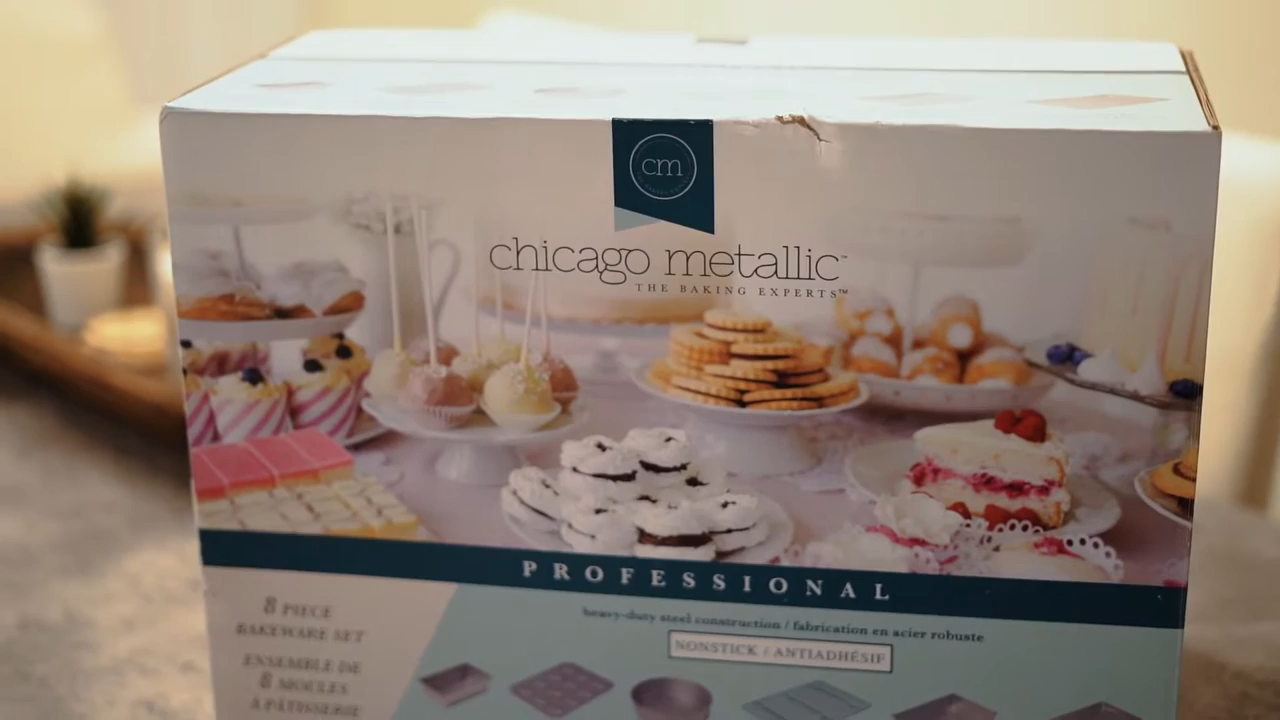 cm
chicago metallic™
THE BAKING EXPERTS™
PROFESSIONAL
heavy-duty steel construction / fabrication en acier robuste
NONSTICK / ANTIADHÉSIF
8 PIECE
BAKEWARE SET
ENSEMBLE DE
8 MOULES
À PÂTISSERIE